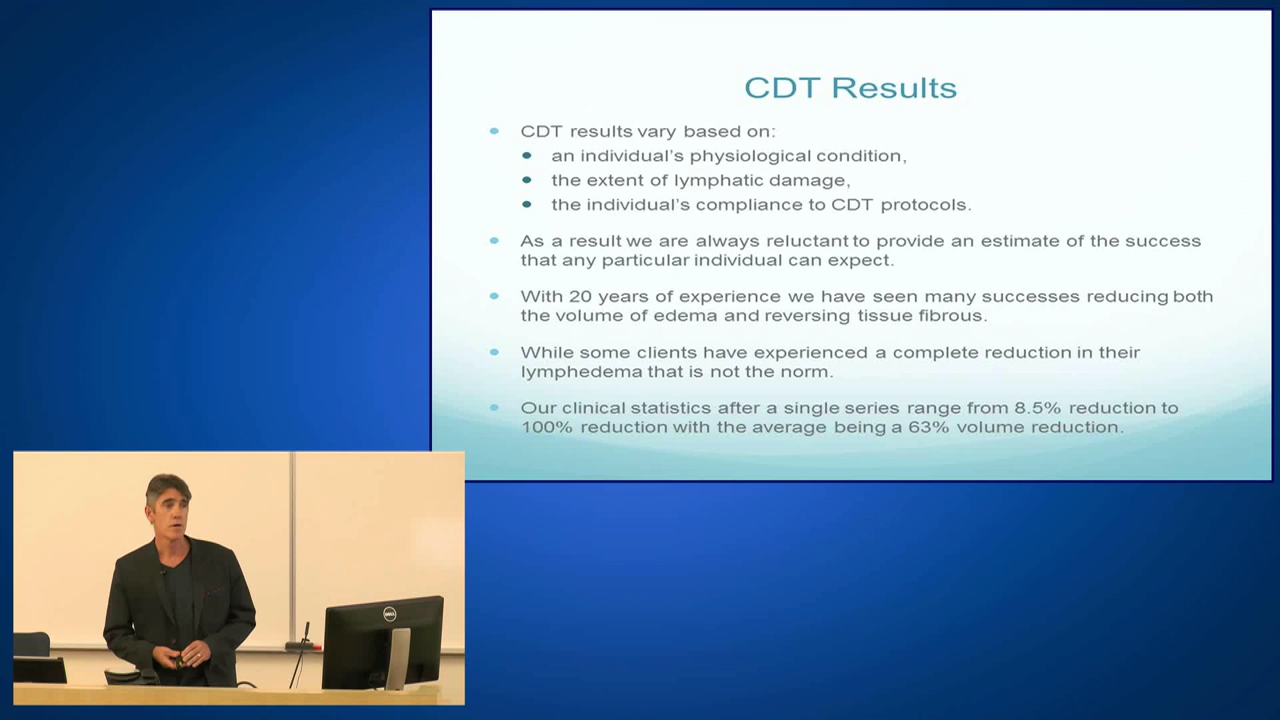 CDT Results
CDT results vary based on:
an individual's physiological condition,
the extent of lymphatic damage,
the individual's compliance to CDT protocols.
As a result we are always reluctant to provide an estimate of the success
that any particular individual can expect.
With 20 years of experience we have seen many successes reducing both
the volume of edema and reversing tissue fibrous.
While some clients have experienced a complete reduction in their
lymphedema that is not the norm.
Our clinical statistics after a single series range from 8.5% reduction to
100% reduction with the average being a 63% volume reduction.
DELL